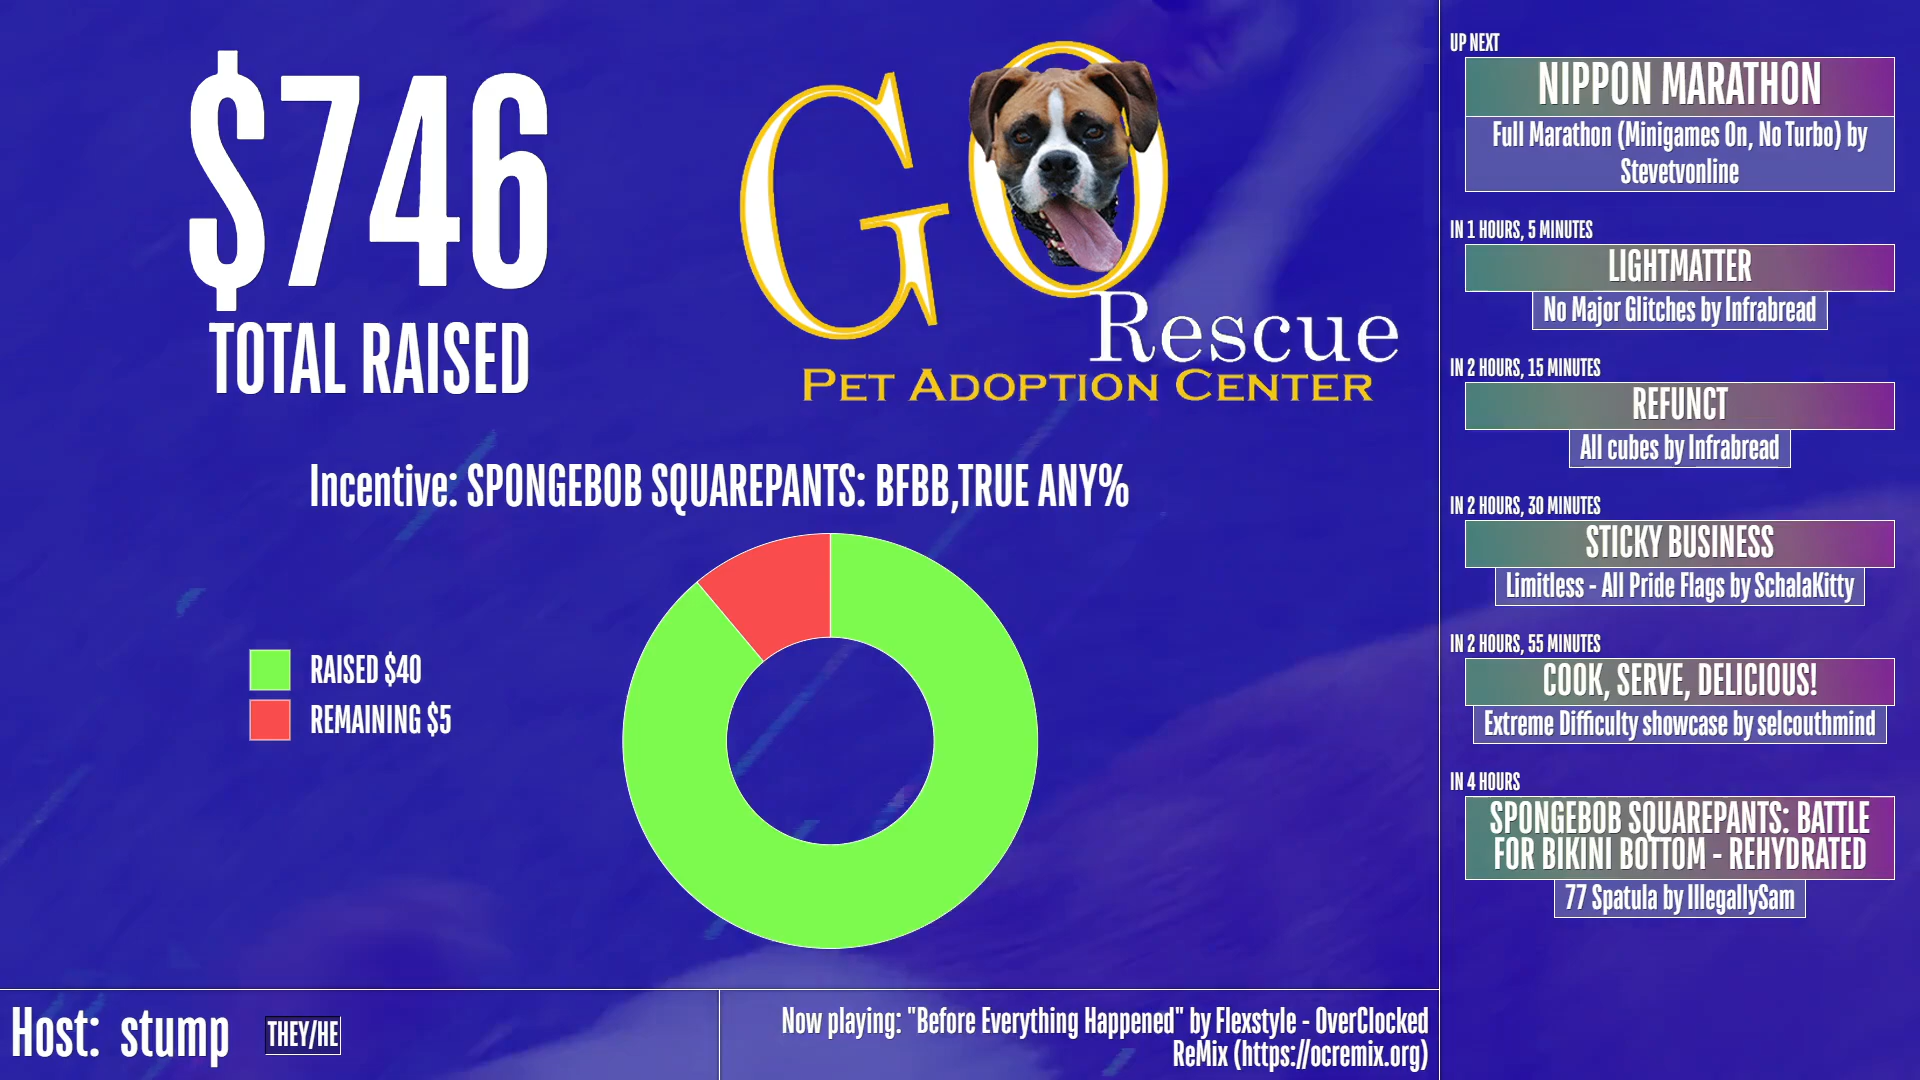 $746
TOTAL RAISED
GO
Rescue
PET ADOPTION CENTER
Incentive: SPONGEBOB SQUAREPANTS: BFBB,TRUE ANY%
RAISED $40
REMAINING $5
UP NEXT
NIPPON MARATHON
Full Marathon (Minigames On, No Turbo) by
Stevetvonline
IN 1 HOURS, 5 MINUTES
LIGHTMATTER
No Major Glitches by Infrabread
IN 2 HOURS, 15 MINUTES
REFUNCT
All cubes by Infrabread
IN 2 HOURS, 30 MINUTES
STICKY BUSINESS
Limitless - All Pride Flags by SchalaKitty
IN 2 HOURS, 55 MINUTES
COOK, SERVE, DELICIOUS!
Extreme Difficulty showcase by selcouthmind
IN 4 HOURS
SPONGEBOB SQUAREPANTS: BATTLE
FOR BIKINI BOTTOM - REHYDRATED
77 Spatula by IllegallySam
Host: stump THEY/HE
Now playing: "Before Everything Happened" by Flexstyle - OverClocked
ReMix (https://ocremix.org)